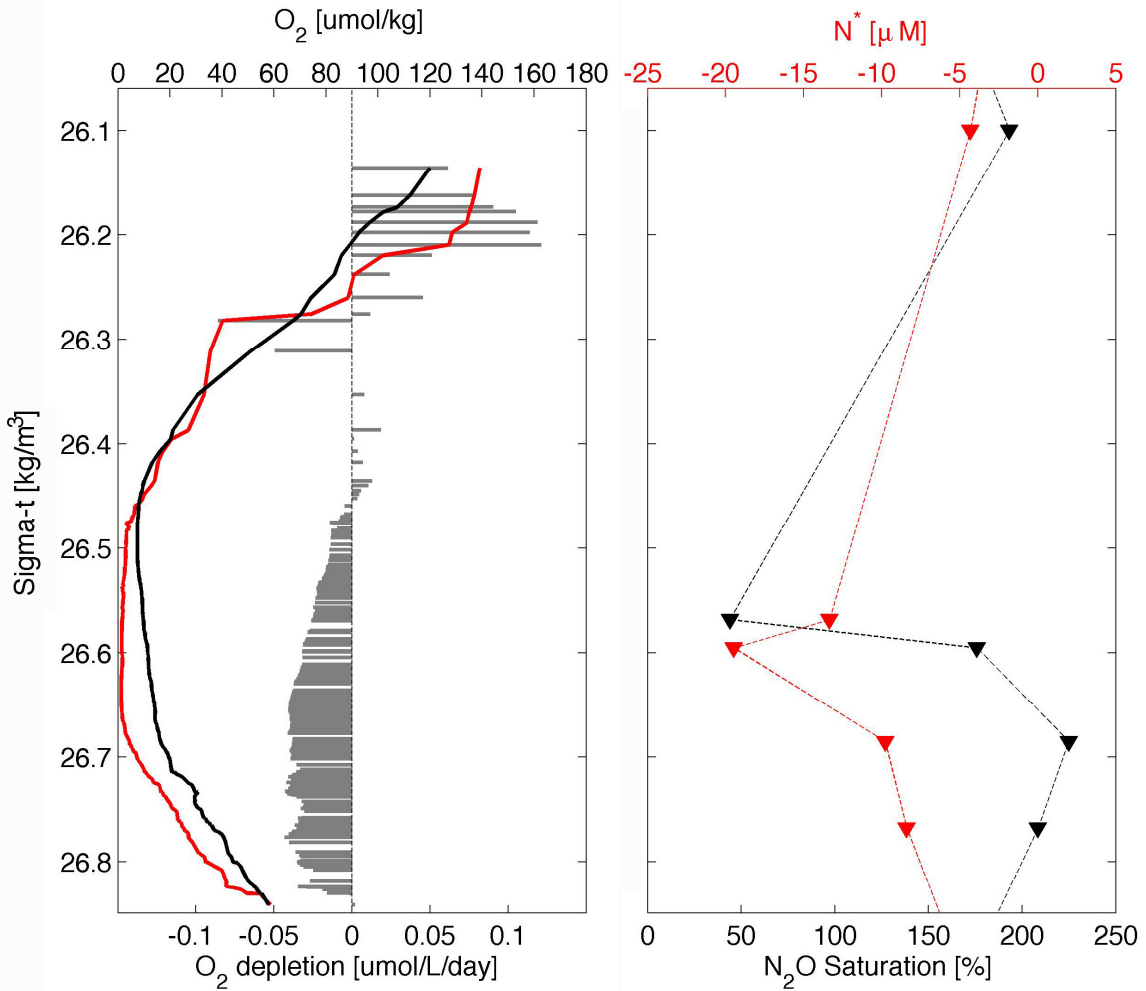 O₂ [umol/kg]
0 20 40 60 80 100 120 140 160 180
26.1
26.2
26.3
26.4
26.5
26.6
26.7
26.8
Sigma-t [kg/m³]
-0.1 -0.05 0 0.05 0.1
O₂ depletion [umol/L/day]
N* [μ M]
-25 -20 -15 -10 -5 0 5
0 50 100 150 200 250
N₂O Saturation [%]